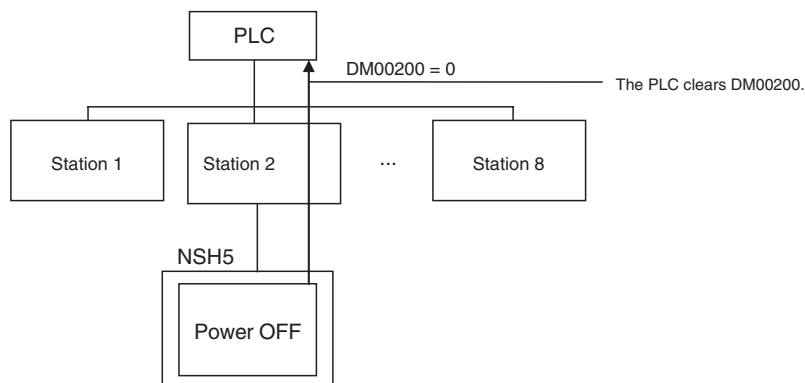 PLC
DM00200 = 0
The PLC clears DM00200.
Station 1
Station 2
...
Station 8
NSH5
Power OFF